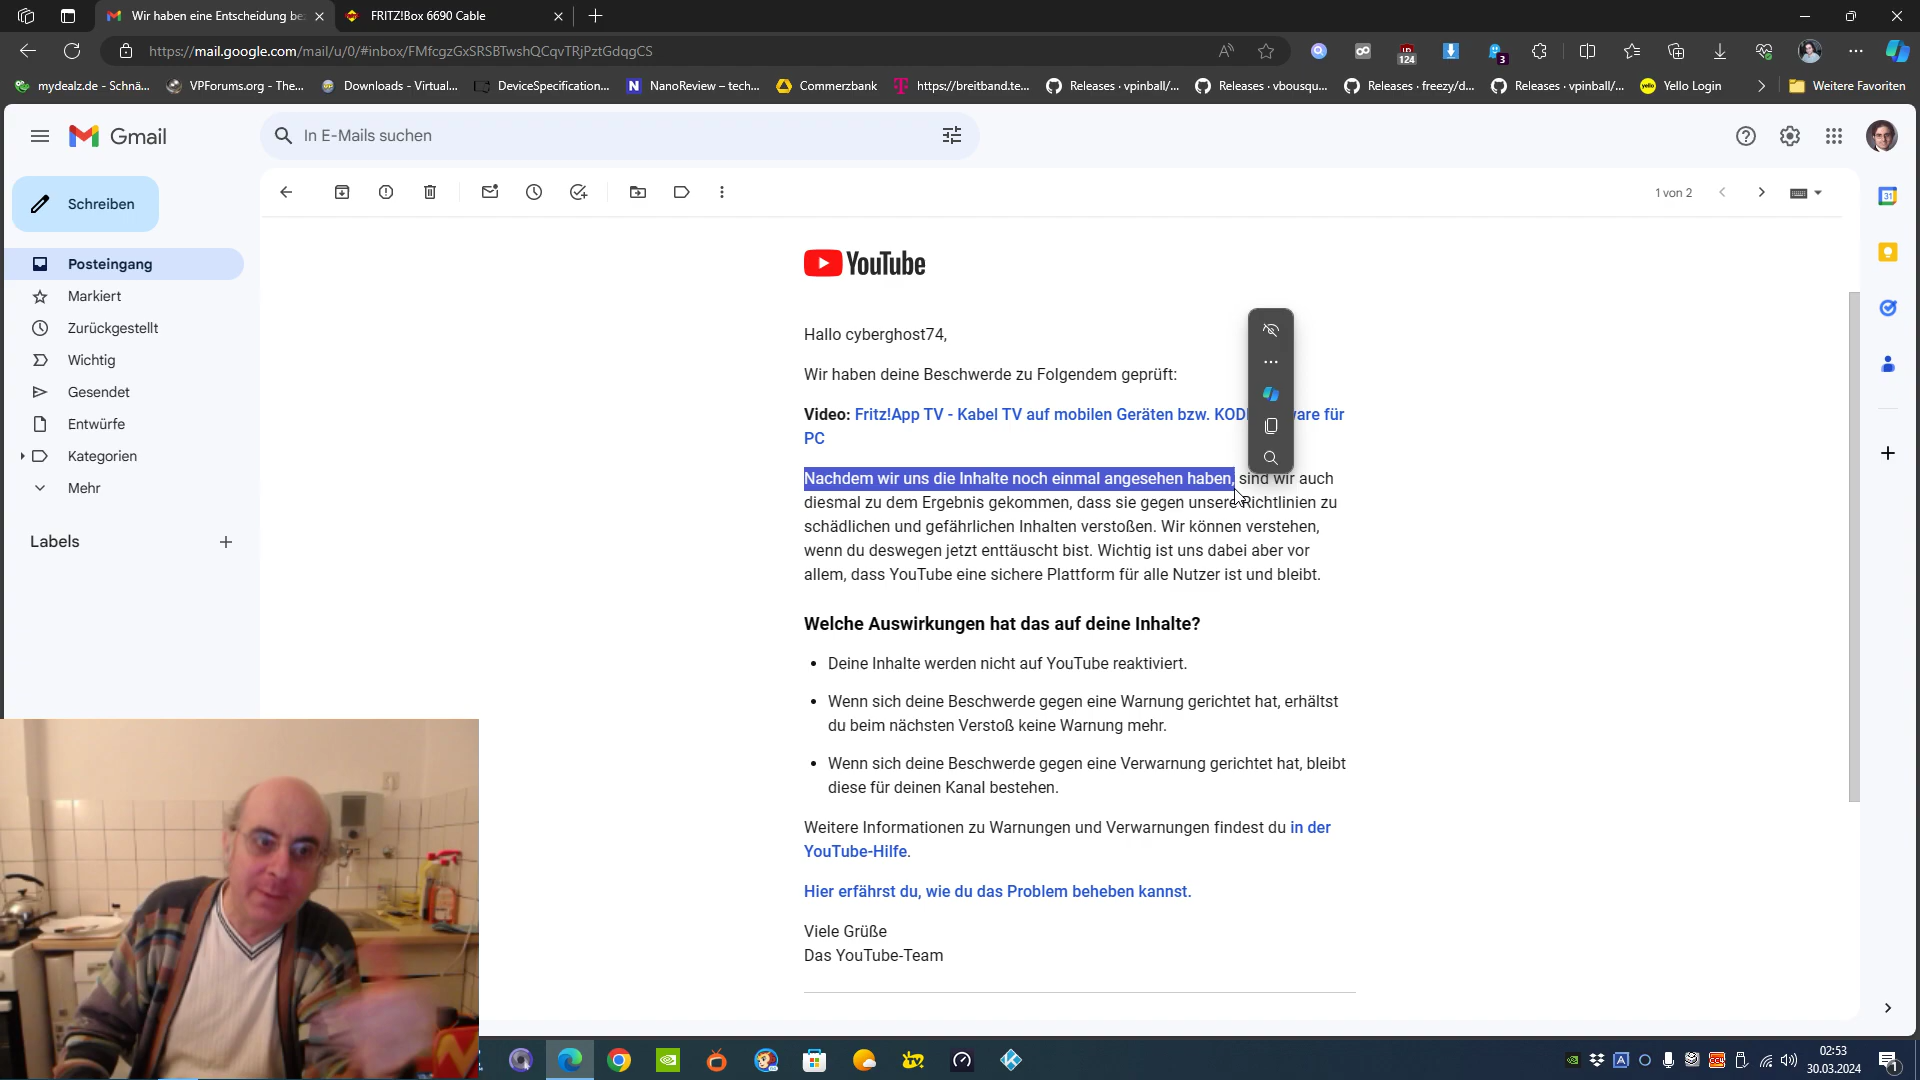 Wir haben eine Entscheidung be
FRITZ!Box 6690 Cable
https://mail.google.com/mail/u/0/#inbox/FMfcgzGxSRSBTwshQCqvTRjPztGdqgCS
124
3
mydealz.de - Schnä...
VPForums.org - The...
Downloads - Virtual...
DeviceSpecification...
NanoReview – tech...
Commerzbank
https://breitband.te...
Releases · vpinball/...
Releases · vbousqu...
Releases · freezy/d...
Releases · vpinball/...
Yello Login
Weitere Favoriten
Gmail
In E-Mails suchen
Schreiben
1 von 2
Posteingang
Markiert
Zurückgestellt
Wichtig
Gesendet
Entwürfe
Kategorien
Mehr
Labels
YouTube
Hallo cyberghost74,
Wir haben deine Beschwerde zu Folgendem geprüft:
Video: Fritz!App TV - Kabel TV auf mobilen Geräten bzw. KODI are für
PC
Nachdem wir uns die Inhalte noch einmal angesehen haben, sind wir auch
diesmal zu dem Ergebnis gekommen, dass sie gegen unsere Richtlinien zu
schädlichen und gefährlichen Inhalten verstoßen. Wir können verstehen,
wenn du deswegen jetzt enttäuscht bist. Wichtig ist uns dabei aber vor
allem, dass YouTube eine sichere Plattform für alle Nutzer ist und bleibt.
Welche Auswirkungen hat das auf deine Inhalte?
• Deine Inhalte werden nicht auf YouTube reaktiviert.
• Wenn sich deine Beschwerde gegen eine Warnung gerichtet hat, erhältst
du beim nächsten Verstoß keine Warnung mehr.
• Wenn sich deine Beschwerde gegen eine Verwarnung gerichtet hat, bleibt
diese für deinen Kanal bestehen.
Weitere Informationen zu Warnungen und Verwarnungen findest du in der
YouTube-Hilfe.
Hier erfährst du, wie du das Problem beheben kannst.
Viele Grüße
Das YouTube-Team
31
02:53
30.03.2024
1